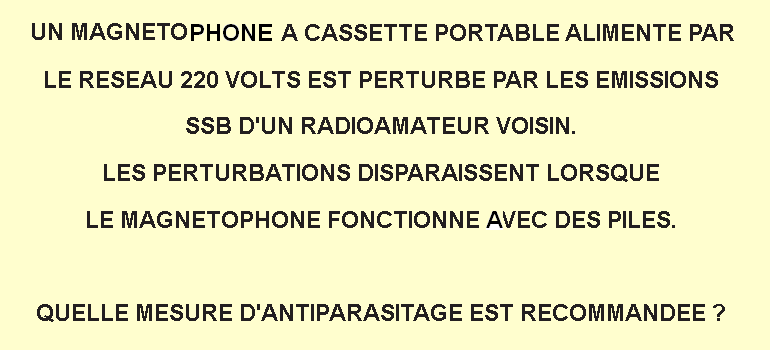 UN MAGNETOPHONE A CASSETTE PORTABLE ALIMENTE PAR
LE RESEAU 220 VOLTS EST PERTURBE PAR LES EMISSIONS
SSB D'UN RADIOAMATEUR VOISIN.
LES PERTURBATIONS DISPARAISSENT LORSQUE
LE MAGNETOPHONE FONCTIONNE AVEC DES PILES.
QUELLE MESURE D'ANTIPARASITAGE EST RECOMMANDEE ?